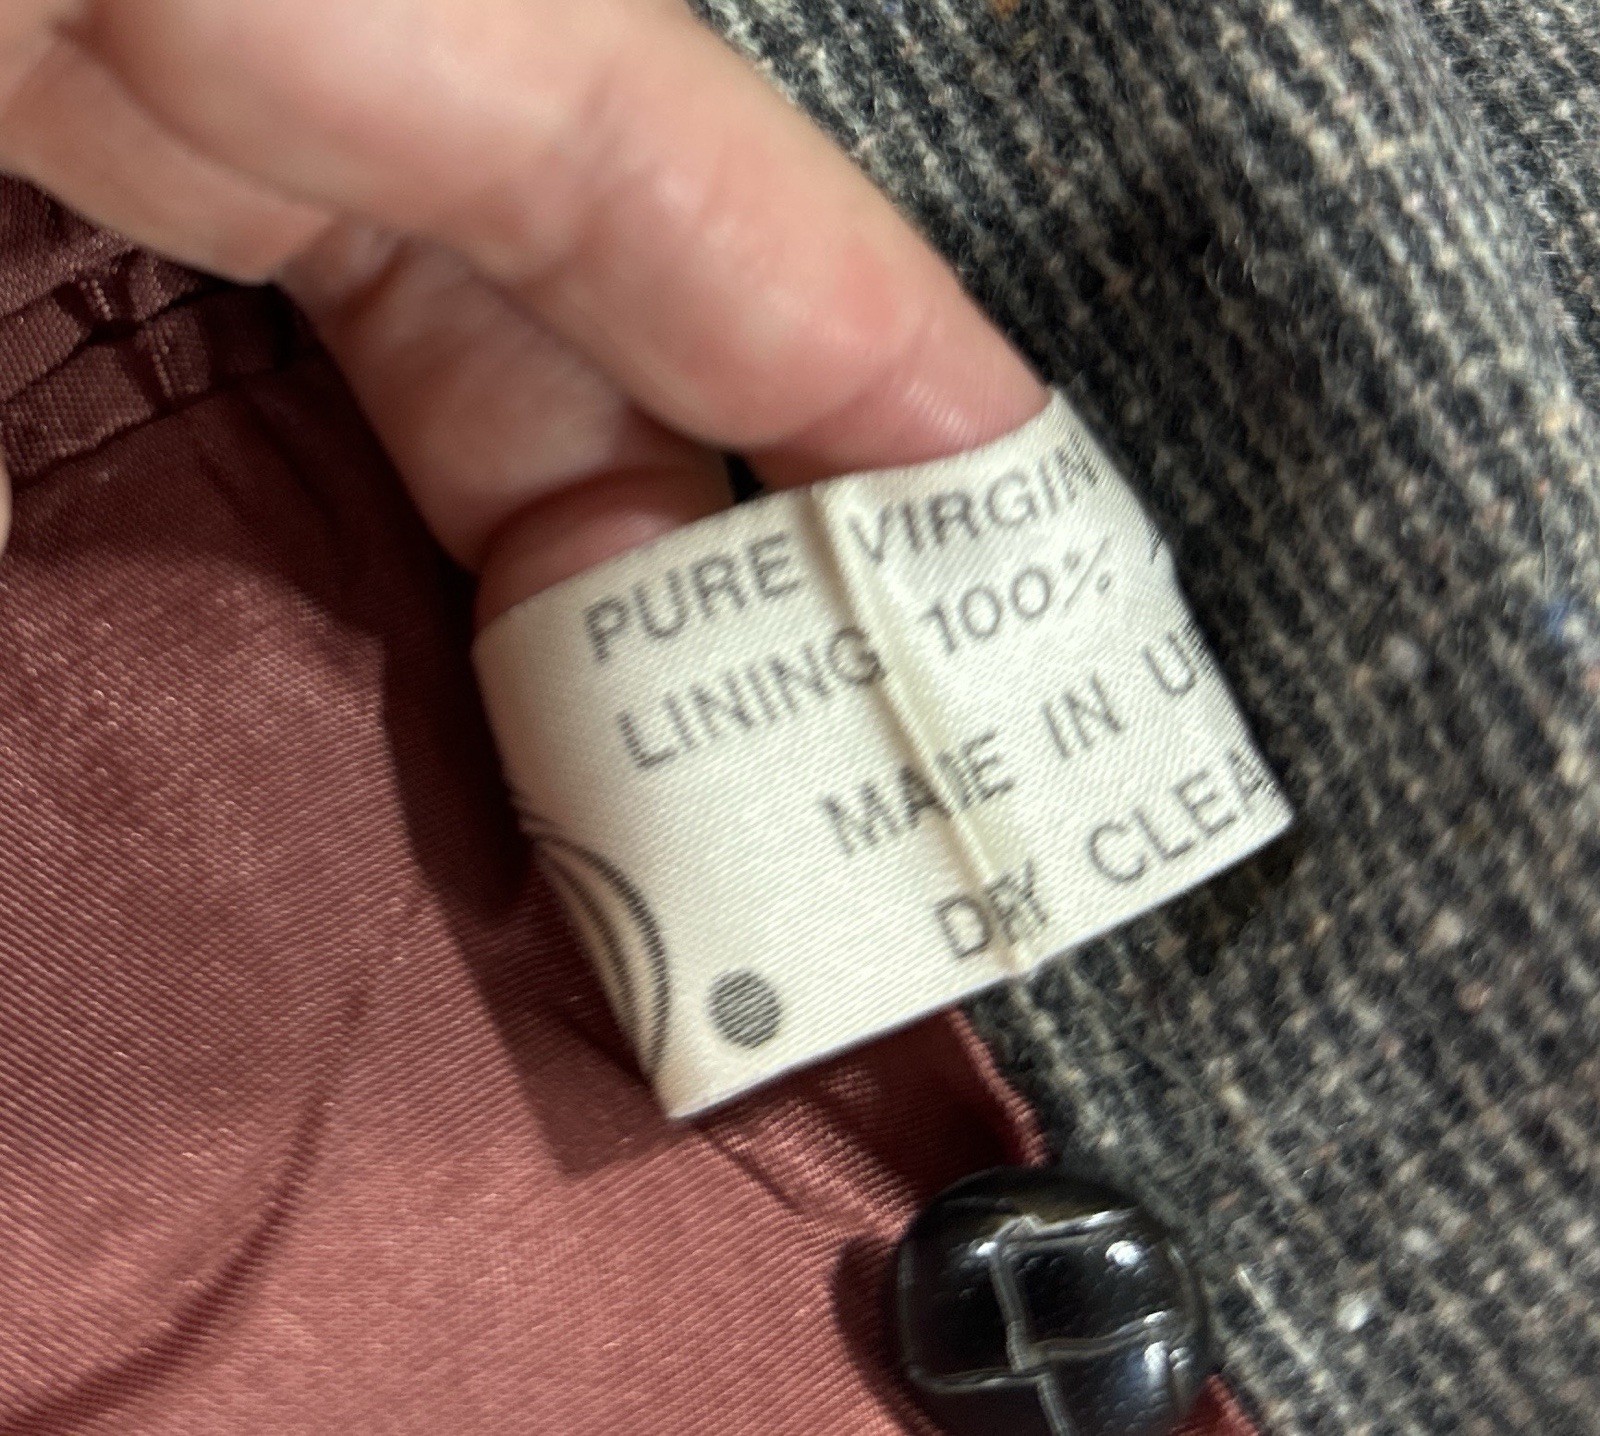 PURE VIRGIN
LINING 100%
MADE IN U
DRY CLEA